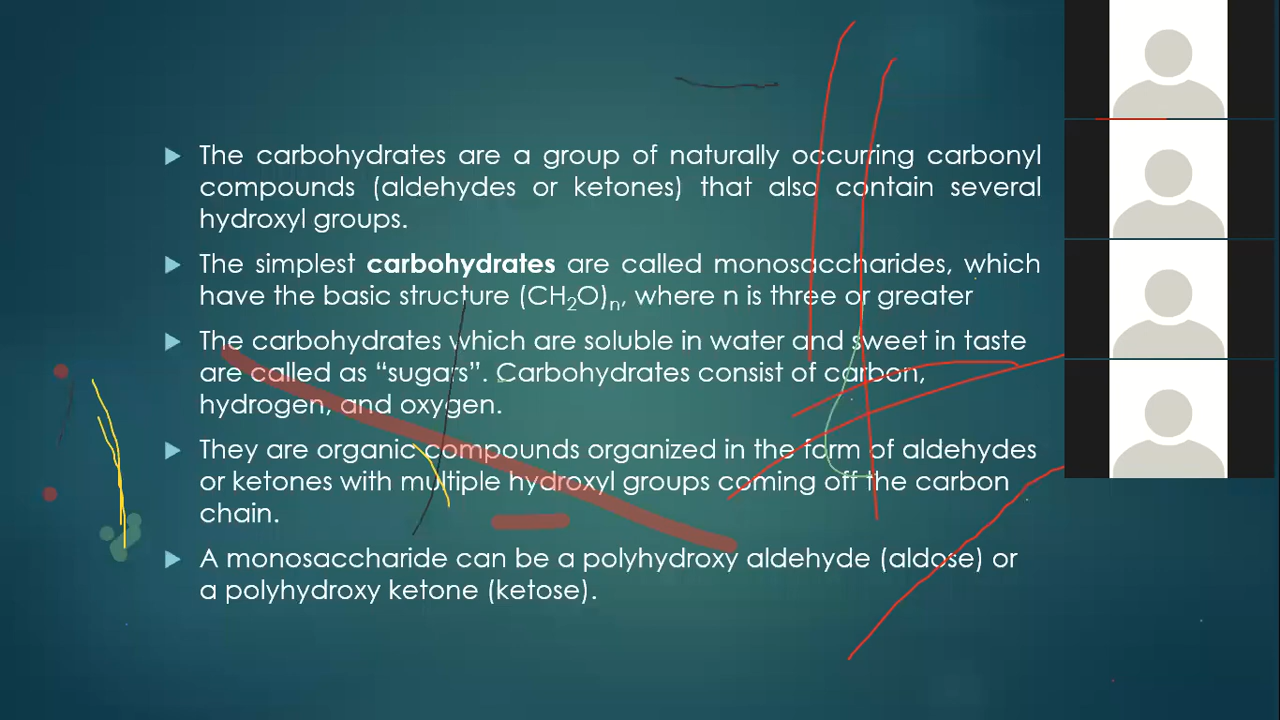 The carbohydrates are a group of naturally occurring carbonyl
compounds (aldehydes or ketones) that also contain several
hydroxyl groups.
The simplest carbohydrates are called monosaccharides, which
have the basic structure (CH₂O)ₙ, where n is three or greater
The carbohydrates which are soluble in water and sweet in taste
are called as “sugars”. Carbohydrates consist of carbon,
hydrogen, and oxygen.
They are organic compounds organized in the form of aldehydes
or ketones with multiple hydroxyl groups coming off the carbon
chain.
A monosaccharide can be a polyhydroxy aldehyde (aldose) or
a polyhydroxy ketone (ketose).